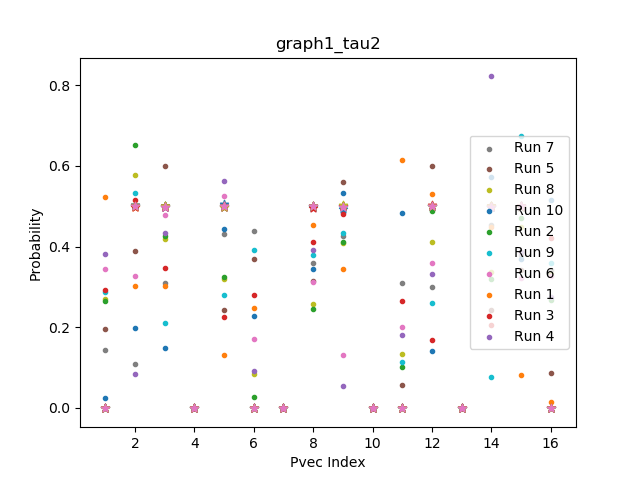 graph1_tau2
Probability
0.8
0.6
0.4
0.2
0.0
Run 7
Run 5
Run 8
Run 10
Run 2
Run 9
Run 6
Run 1
Run 3
Run 4
2 4 6 8 10 12 14 16
Pvec Index